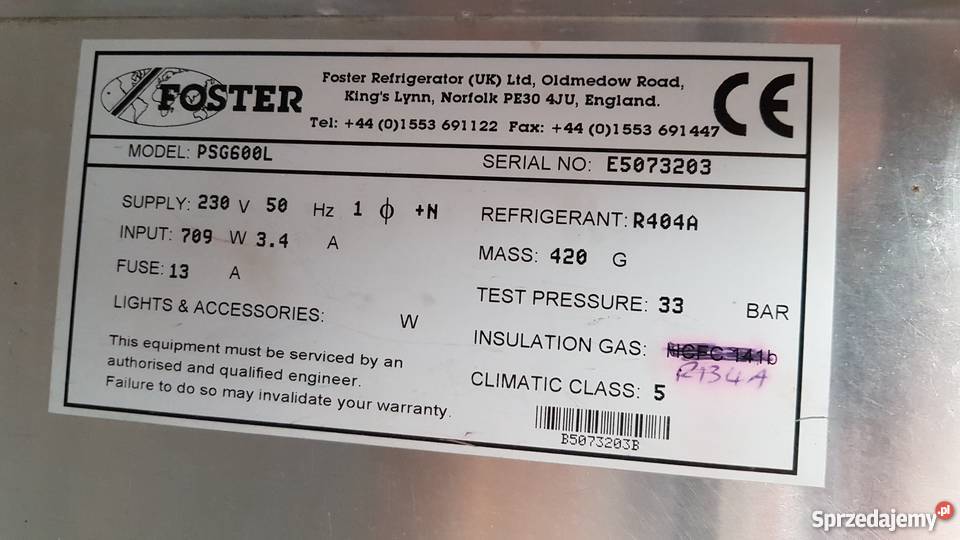 FOSTER
Foster Refrigerator (UK) Ltd, Oldmedow Road,
King's Lynn, Norfolk PE30 4JU, England.
Tel: +44 (0)1553 691122 Fax: +44 (0)1553 691447
CE
MODEL: PSG600L
SERIAL NO: E5073203
SUPPLY: 230 V 50 Hz 1 ϕ +N
INPUT: 709 W 3.4 A
FUSE: 13 A
LIGHTS & ACCESSORIES: W
This equipment must be serviced by an
authorised and qualified engineer.
Failure to do so may invalidate your warranty.
REFRIGERANT: R404A
MASS: 420 G
TEST PRESSURE: 33 BAR
INSULATION GAS: HCFC 141b
R134A
CLIMATIC CLASS: 5
B5073203B
Sprzedajemy.pl